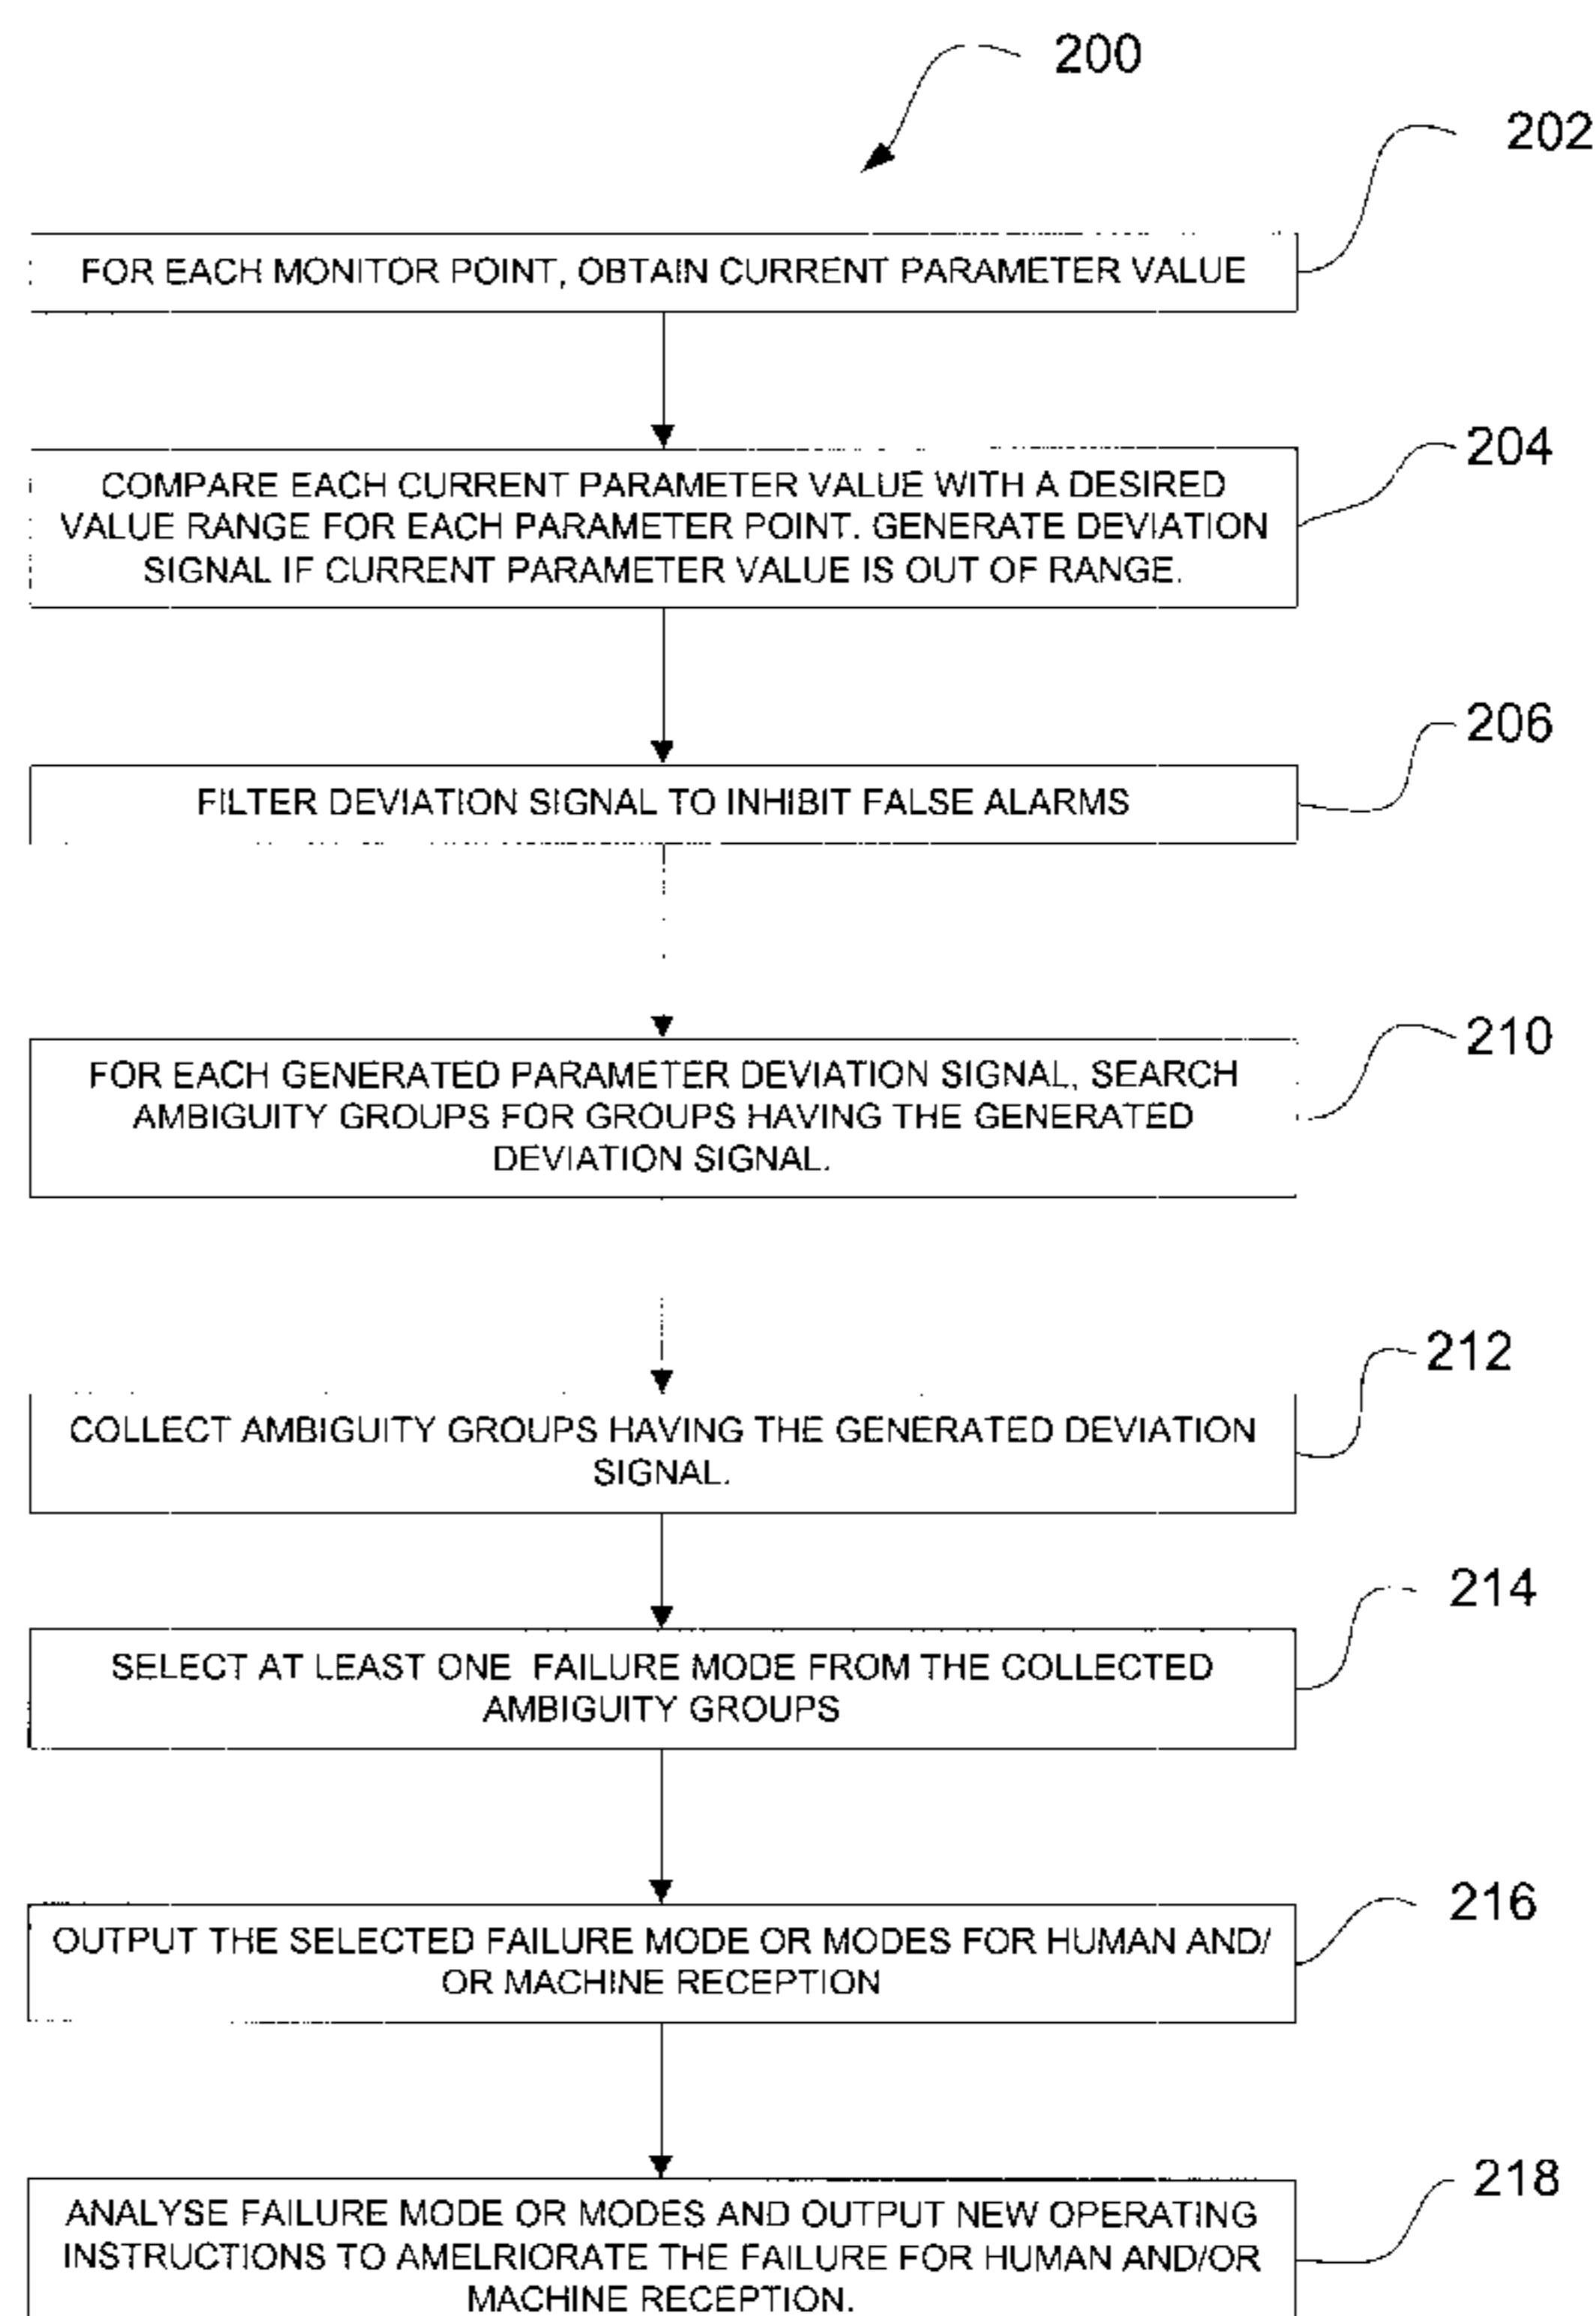 200
202
FOR EACH MONITOR POINT, OBTAIN CURRENT PARAMETER VALUE
204
COMPARE EACH CURRENT PARAMETER VALUE WITH A DESIRED
VALUE RANGE FOR EACH PARAMETER POINT. GENERATE DEVIATION
SIGNAL IF CURRENT PARAMETER VALUE IS OUT OF RANGE.
206
FILTER DEVIATION SIGNAL TO INHIBIT FALSE ALARMS
210
FOR EACH GENERATED PARAMETER DEVIATION SIGNAL, SEARCH
AMBIGUITY GROUPS FOR GROUPS HAVING THE GENERATED
DEVIATION SIGNAL.
212
COLLECT AMBIGUITY GROUPS HAVING THE GENERATED DEVIATION
SIGNAL.
214
SELECT AT LEAST ONE FAILURE MODE FROM THE COLLECTED
AMBIGUITY GROUPS
216
OUTPUT THE SELECTED FAILURE MODE OR MODES FOR HUMAN AND/
OR MACHINE RECEPTION
218
ANALYSE FAILURE MODE OR MODES AND OUTPUT NEW OPERATING
INSTRUCTIONS TO AMELRIORATE THE FAILURE FOR HUMAN AND/OR
MACHINE RECEPTION.